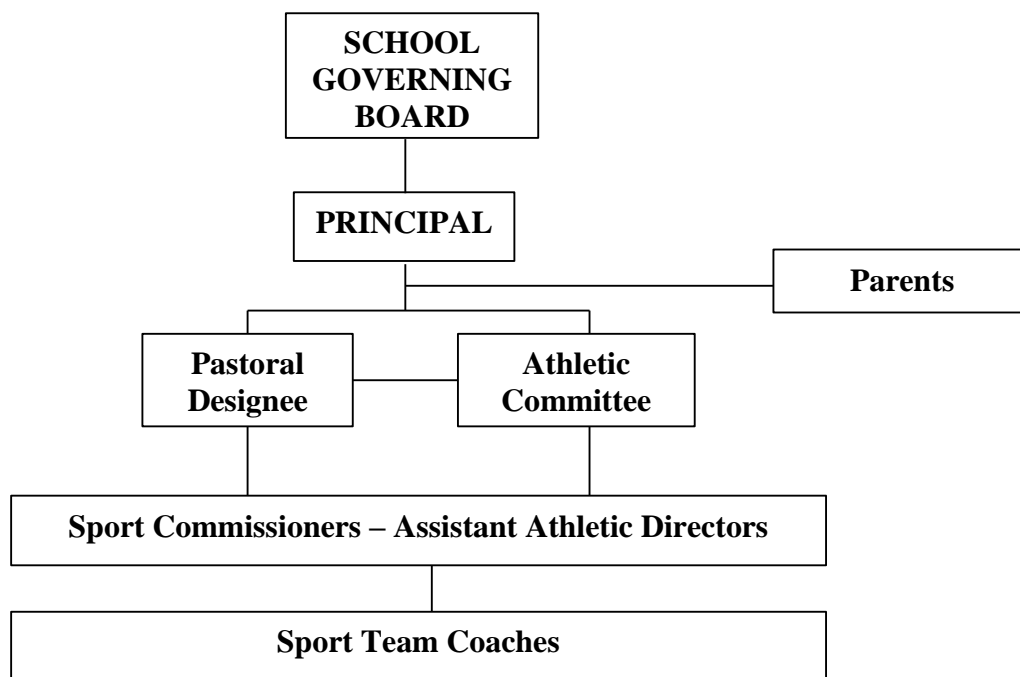 SCHOOL
GOVERNING
BOARD
PRINCIPAL
Parents
Pastoral
Designee
Athletic
Committee
Sport Commissioners – Assistant Athletic Directors
Sport Team Coaches